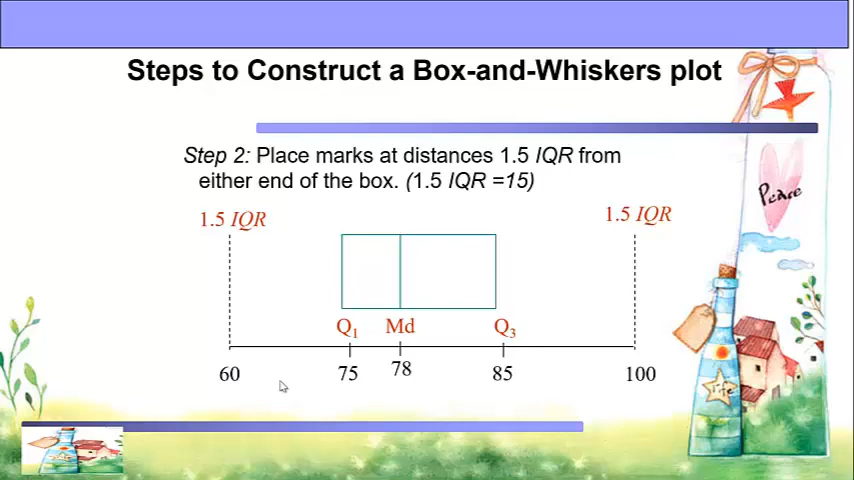 Steps to Construct a Box-and-Whiskers plot
Step 2: Place marks at distances 1.5 IQR from
either end of the box. (1.5 IQR =15)
1.5 IQR
1.5 IQR
Q₁ Md Q₃
60 75 78 85 100
Peace
life